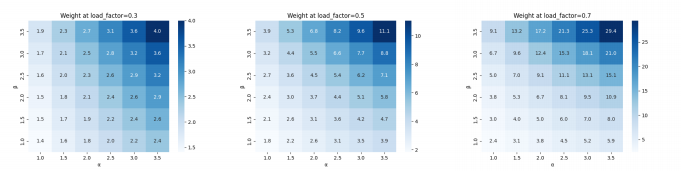 Weight at load_factor=0.3
3.5 1.9 2.3 2.7 3.1 3.6 4.0
3.0 1.7 2.1 2.5 2.8 3.2 3.6
2.5 1.6 2.0 2.3 2.6 2.9 3.2
2.0 1.5 1.8 2.1 2.4 2.6 2.9
1.5 1.5 1.7 1.9 2.2 2.4 2.6
1.0 1.4 1.6 1.8 2.0 2.2 2.4
1.0 1.5 2.0 2.5 3.0 3.5
β
α
4.0
3.5
3.0
2.5
2.0
1.5
Weight at load_factor=0.5
3.5 3.9 5.3 6.8 8.2 9.6 11.1
3.0 3.2 4.4 5.5 6.6 7.7 8.8
2.5 2.7 3.6 4.5 5.4 6.2 7.1
2.0 2.4 3.0 3.7 4.4 5.1 5.8
1.5 2.1 2.6 3.1 3.6 4.2 4.7
1.0 1.8 2.2 2.6 3.1 3.5 3.9
1.0 1.5 2.0 2.5 3.0 3.5
β
α
10
8
6
4
2
Weight at load_factor=0.7
3.5 9.1 13.2 17.2 21.3 25.3 29.4
3.0 6.7 9.6 12.4 15.3 18.1 21.0
2.5 5.0 7.0 9.1 11.1 13.1 15.1
2.0 3.8 5.3 6.7 8.1 9.5 10.9
1.5 3.0 4.0 5.0 6.0 7.0 8.0
1.0 2.4 3.1 3.8 4.5 5.2 5.9
1.0 1.5 2.0 2.5 3.0 3.5
β
α
25
20
15
10
5